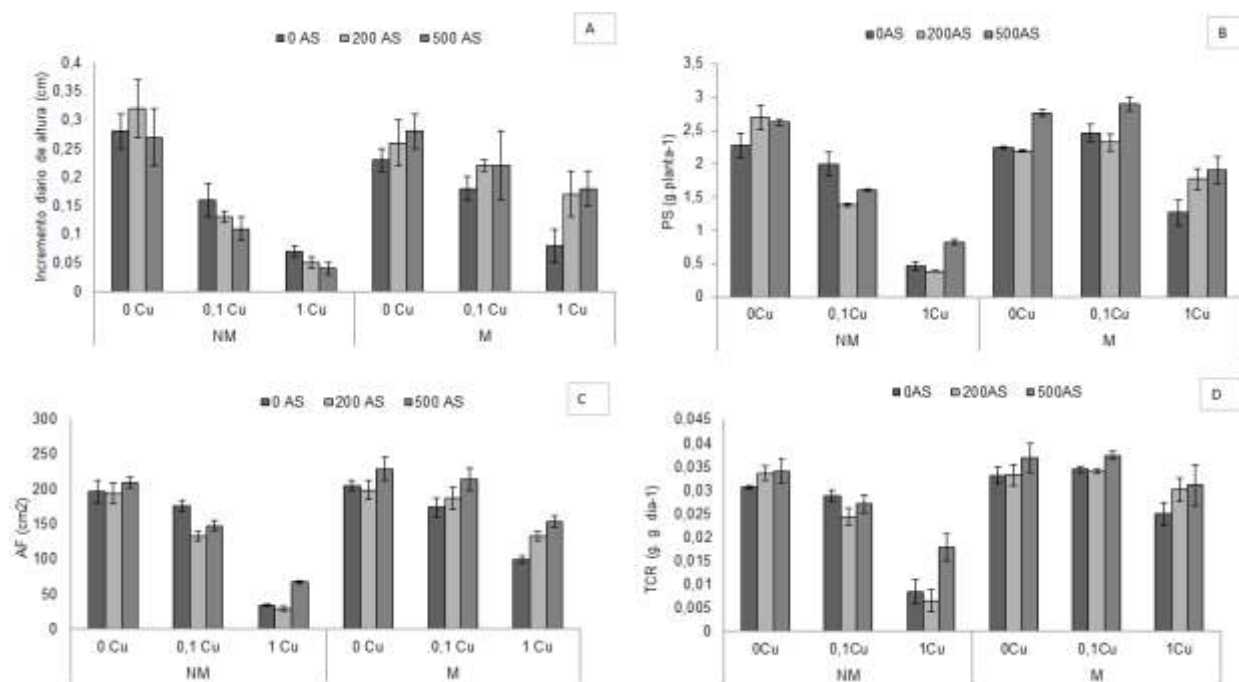 ■ 0 AS ■ 200 AS ■ 500 AS
A
Incremento diario de altura (cm)
0,4
0,35
0,3
0,25
0,2
0,15
0,1
0,05
0
0 Cu 0,1 Cu 1 Cu 0 Cu 0,1 Cu 1 Cu
NM M
■ 0AS ■ 200AS ■ 500AS
B
PS (g.planta-1)
3,5
3
2,5
2
1,5
1
0,5
0
0Cu 0,1Cu 1Cu 0Cu 0,1Cu 1Cu
NM M
■ 0 AS ■ 200 AS ■ 500 AS
C
AF (cm2)
300
250
200
150
100
50
0
0 Cu 0,1Cu 1 Cu 0 Cu 0,1 Cu 1 Cu
NM M
■ 0AS ■ 200AS ■ 500AS
D
TCR (g. g dia-1)
0,045
0,04
0,035
0,03
0,025
0,02
0,015
0,01
0,005
0
0Cu 0,1Cu 1Cu 0Cu 0,1Cu 1Cu
NM M